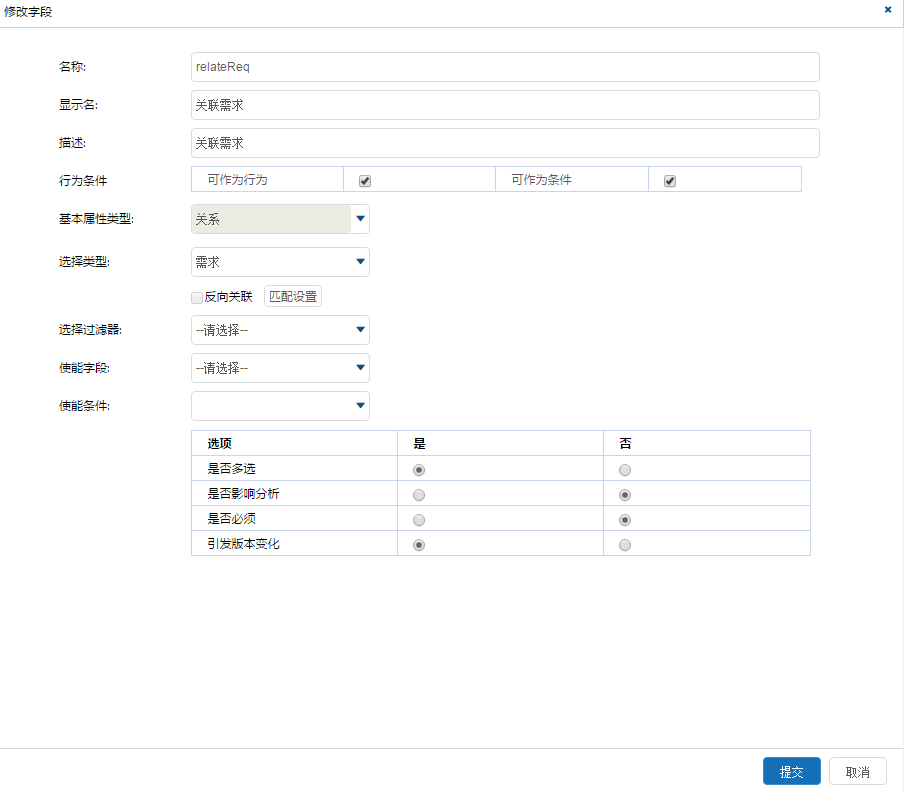 修改字段
名称: relateReq
显示名: 关联需求
描述: 关联需求
行为条件 可作为行为 可作为条件
基本属性类型: 关系
选择类型: 需求
反向关联 匹配设置
选择过滤器: --请选择--
使能字段: --请选择--
使能条件:
选项 是 否
是否多选
是否影响分析
是否必须
引发版本变化
提交 取消